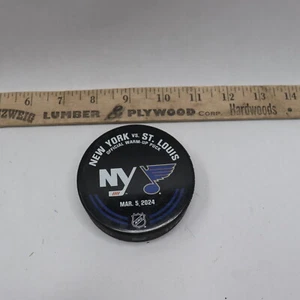 6 7 8 9 10 11 12 13 14
ZWEIG LUMBER & PLYWOOD CORP. Hardwoods
NEW YORK VS. ST. LOUIS
OFFICIAL WARM-UP PUCK
NY
MAR. 5, 2024
NHL